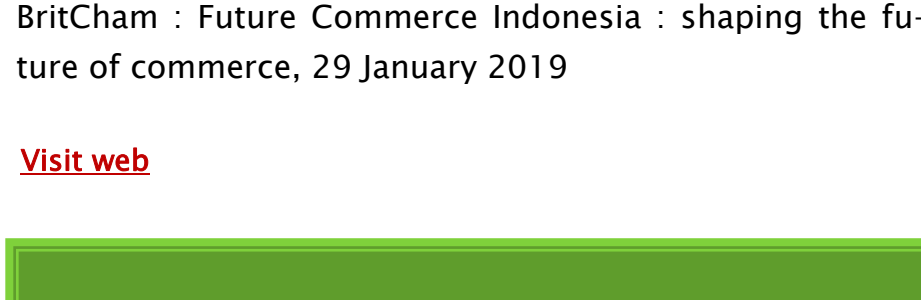 BritCham : Future Commerce Indonesia : shaping the fu-
ture of commerce, 29 January 2019
Visit web